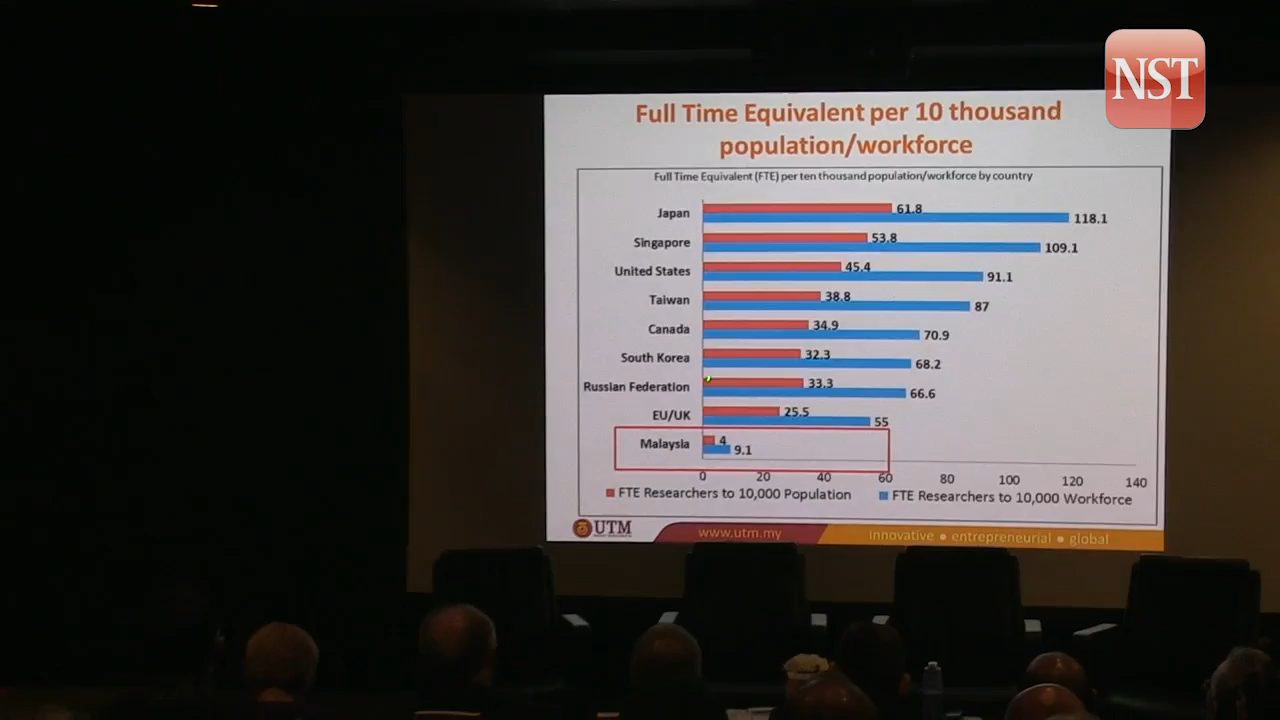 NST
Full Time Equivalent per 10 thousand
population/workforce
Full Time Equivalent (FTE) per ten thousand population/workforce by country
Japan 61.8 118.1
Singapore 53.8 109.1
United States 45.4 91.1
Taiwan 38.8 87
Canada 34.9 70.9
South Korea 32.3 68.2
Russian Federation 33.3 66.6
EU/UK 25.5 55
Malaysia 4 9.1
0 20 40 60 80 100 120 140
FTE Researchers to 10,000 Population FTE Researchers to 10,000 Workforce
UTM www.utm.my innovative ● entrepreneurial ● global